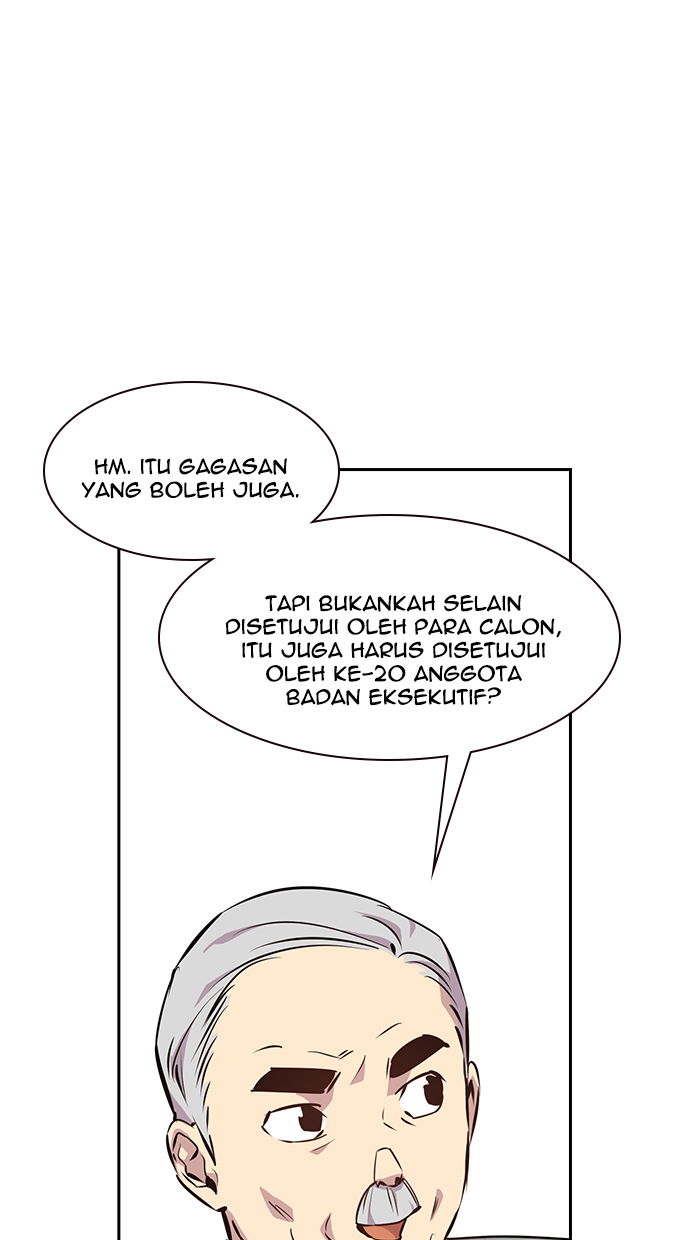 HM. ITU GAGASAN
YANG BOLEH JUGA.
TAPI BUKANKAH SELAIN
DISETUJUI OLEH PARA CALON,
ITU JUGA HARUS DISETUJUI
OLEH KE-20 ANGGOTA
BADAN EKSEKUTIF?